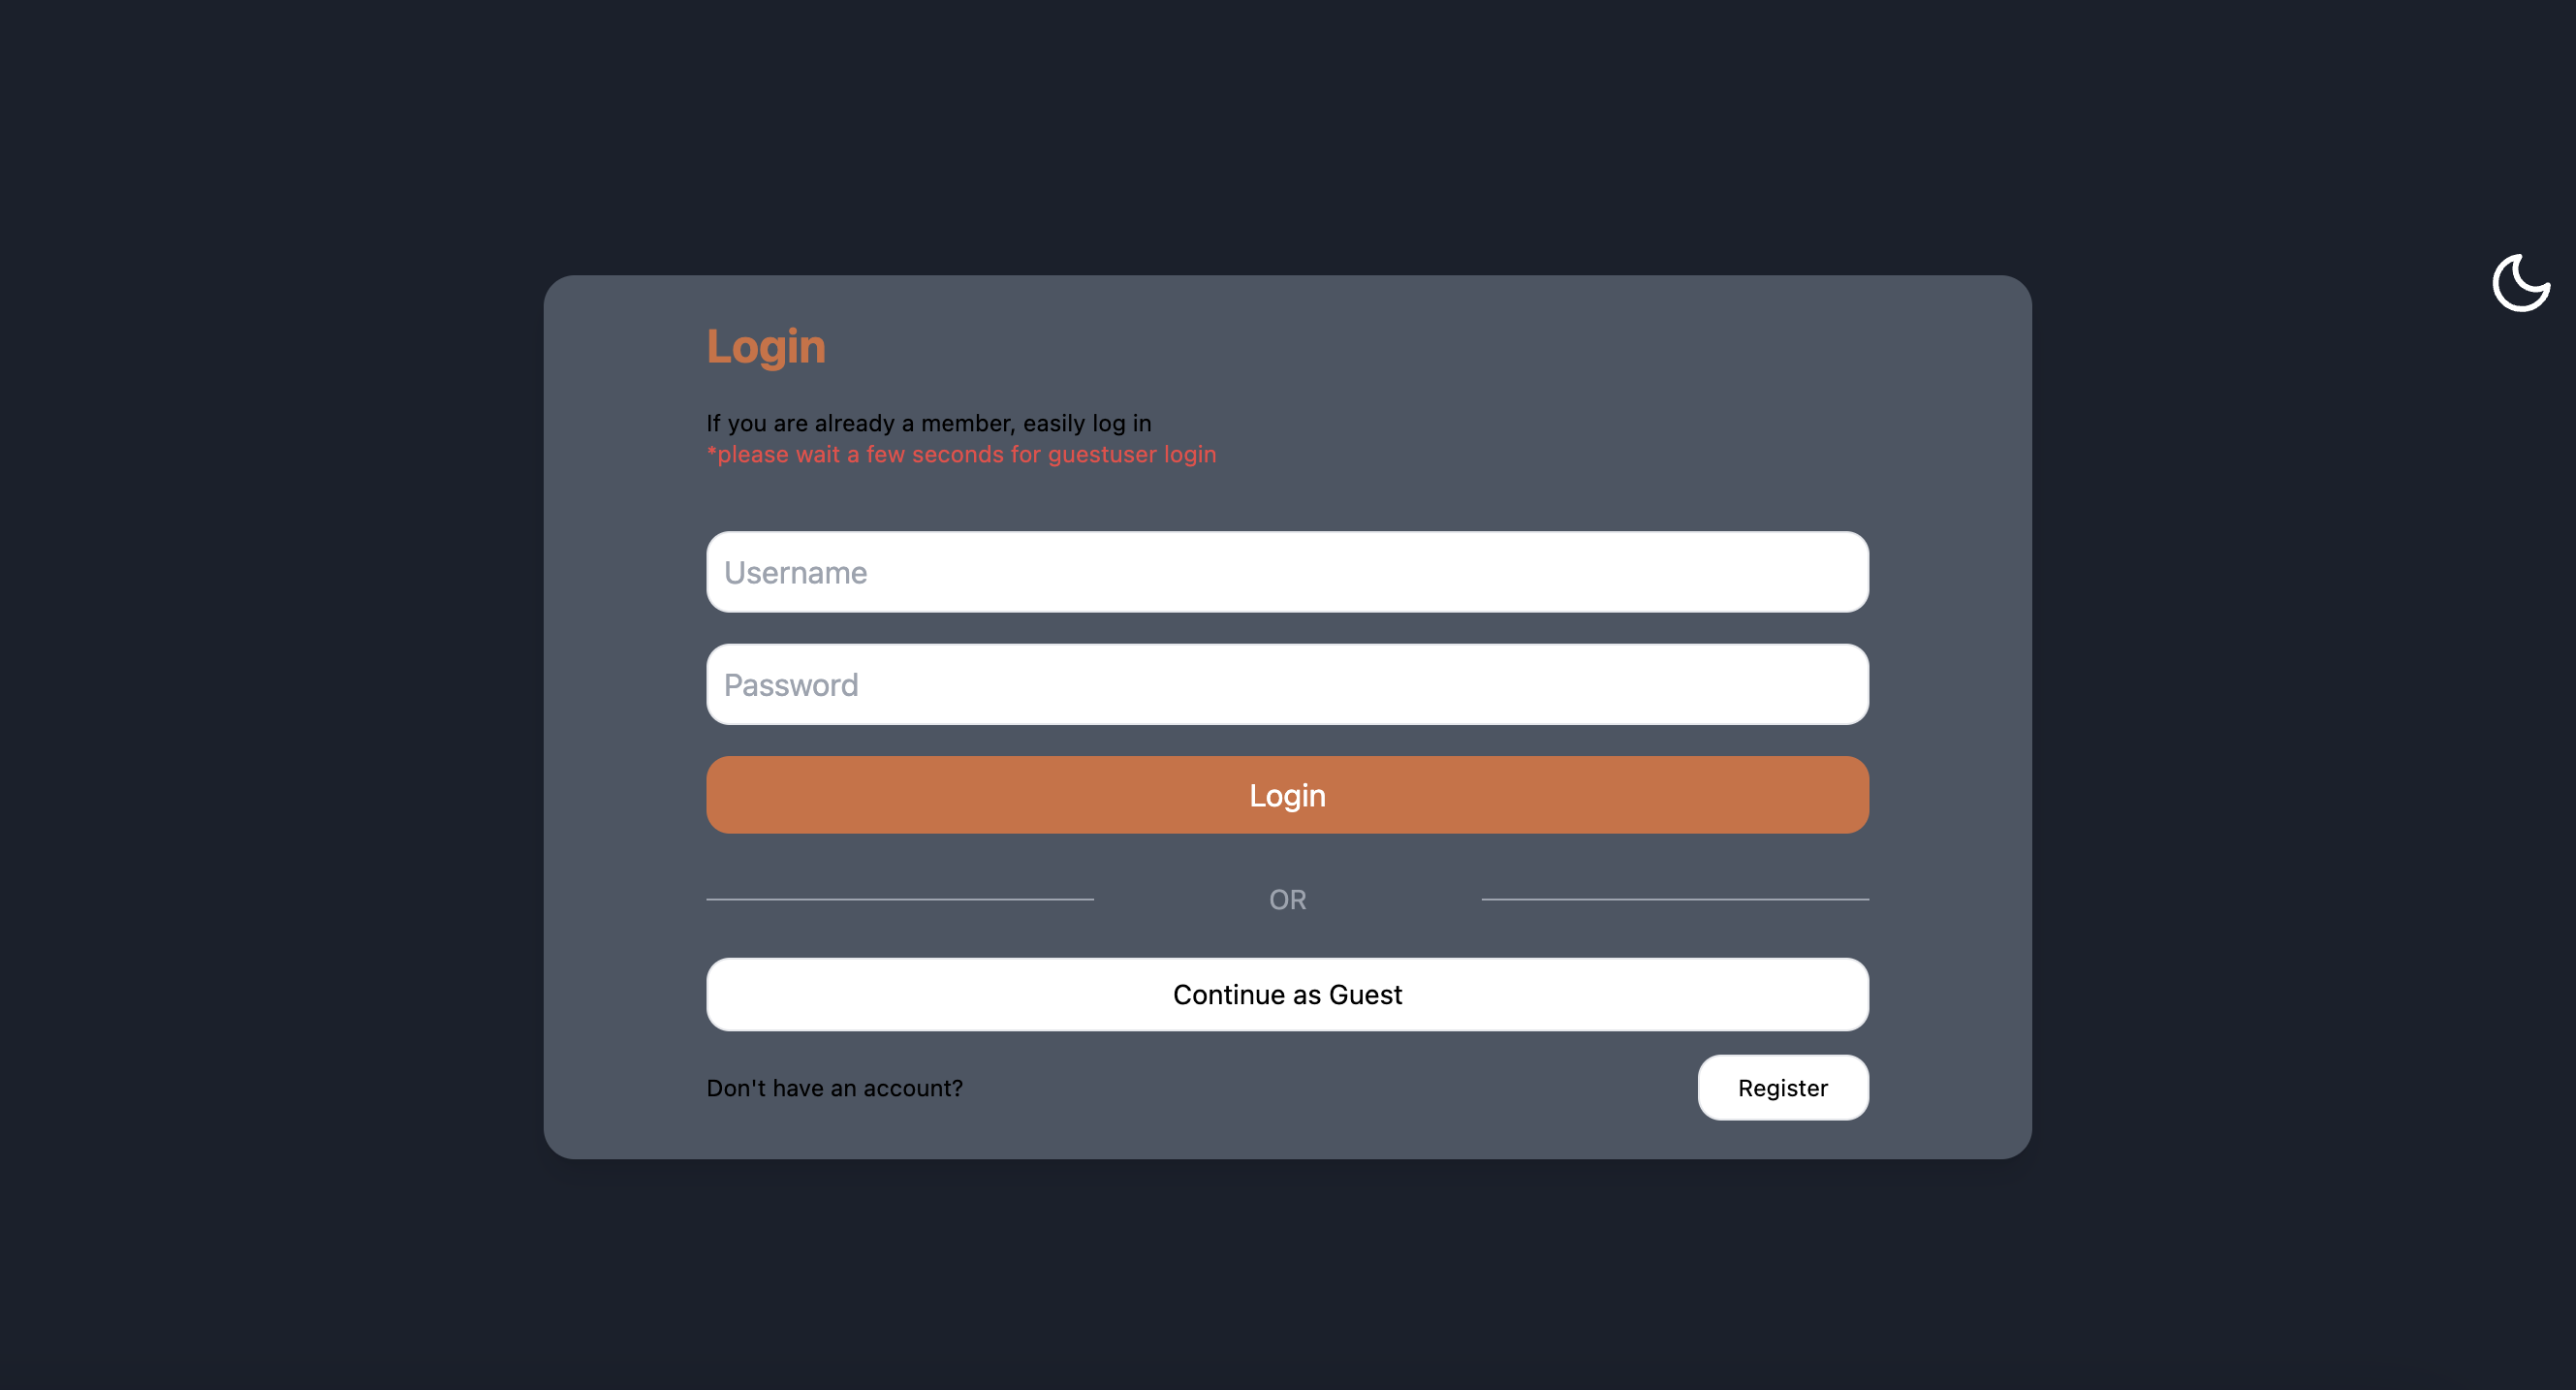 Login
If you are already a member, easily log in
*please wait a few seconds for guestuser login
Username
Password
Login
OR
Continue as Guest
Don't have an account?
Register